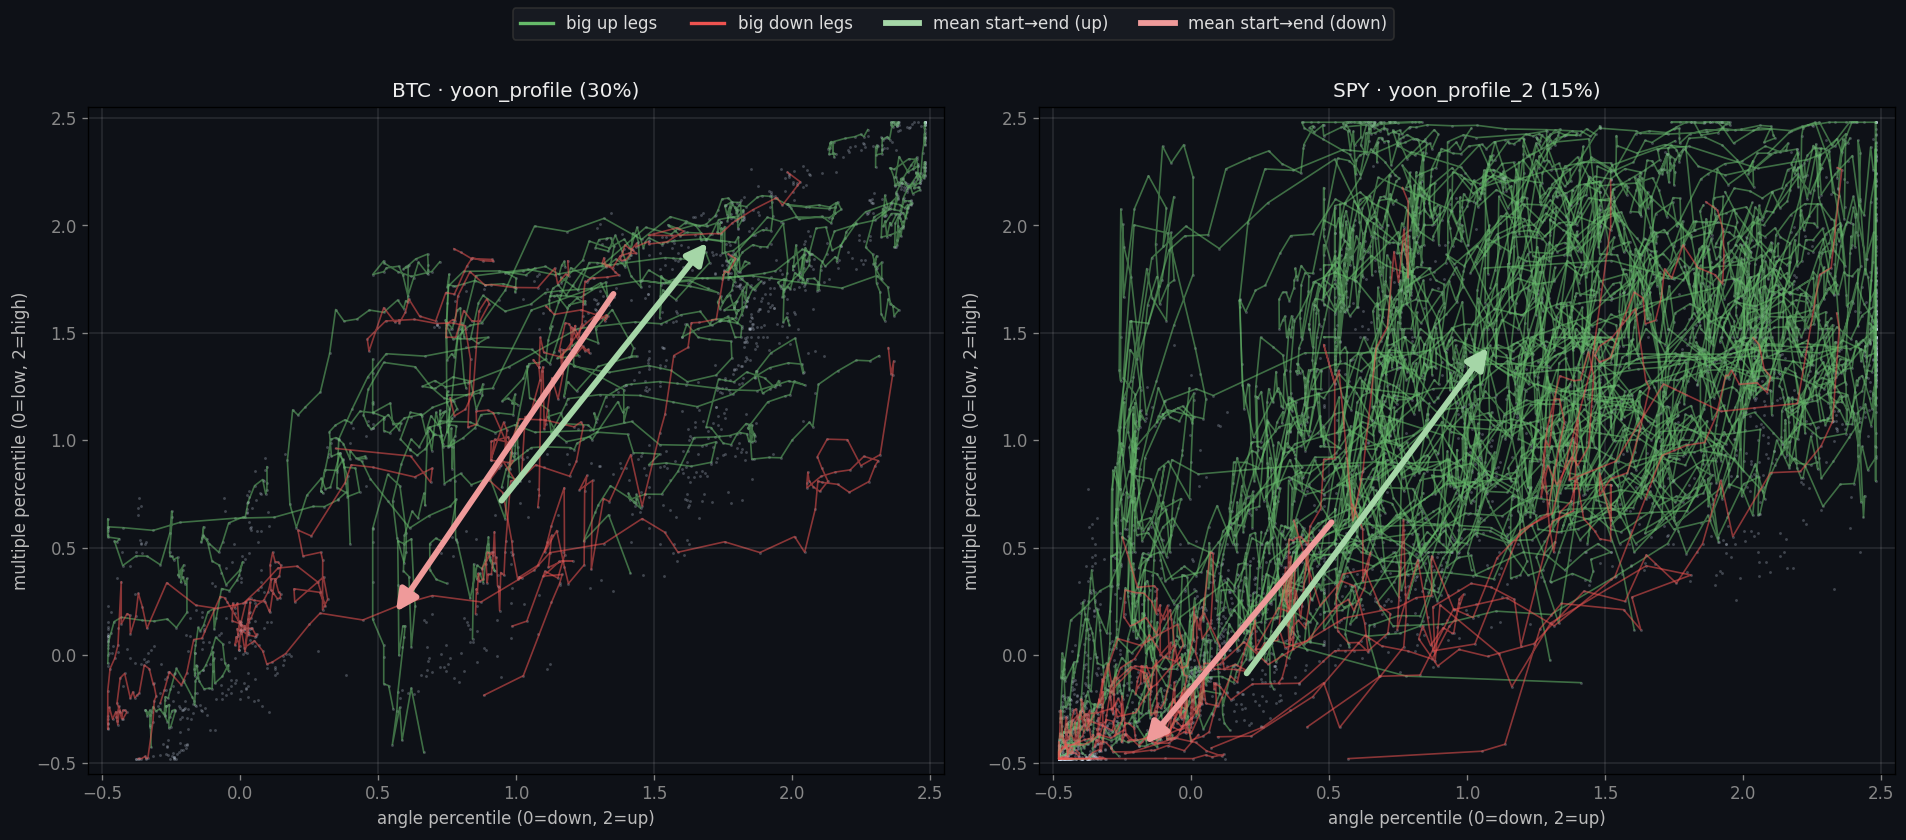 big up legs big down legs mean start→end (up) mean start→end (down)
BTC · yoon_profile (30%)
2.5
2.0
1.5
1.0
0.5
0.0
−0.5
multiple percentile (0=low, 2=high)
−0.5 0.0 0.5 1.0 1.5 2.0 2.5
angle percentile (0=down, 2=up)
SPY · yoon_profile_2 (15%)
2.5
2.0
1.5
1.0
0.5
0.0
−0.5
multiple percentile (0=low, 2=high)
−0.5 0.0 0.5 1.0 1.5 2.0 2.5
angle percentile (0=down, 2=up)